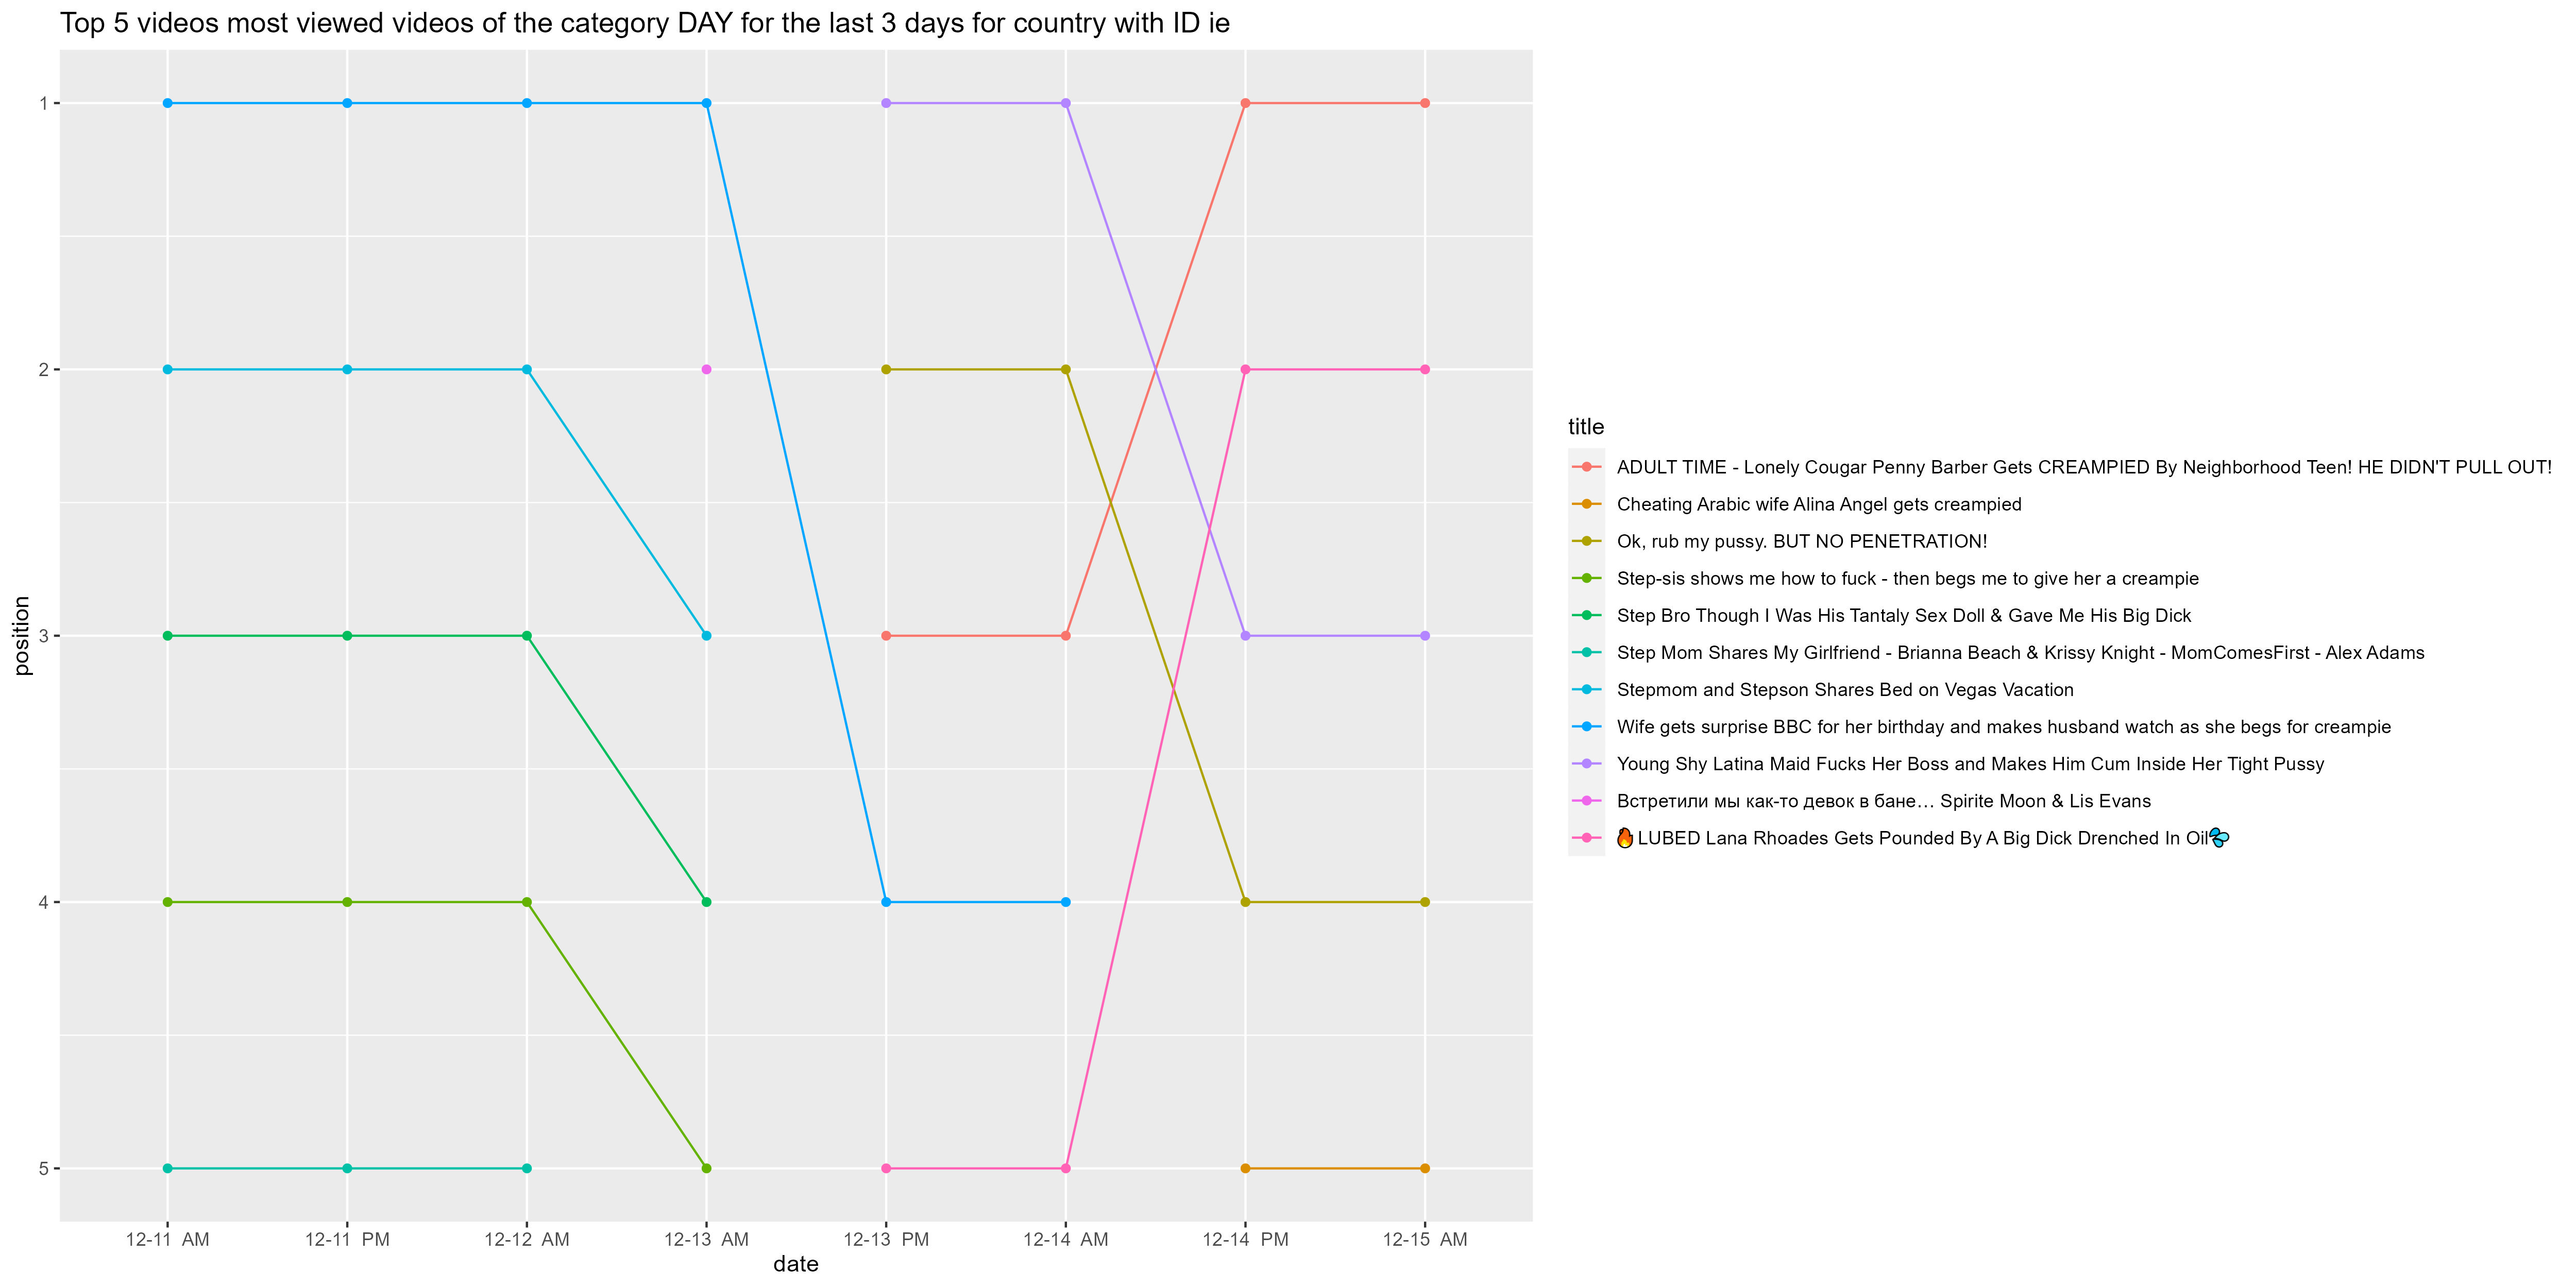 Top 5 videos most viewed videos of the category DAY for the last 3 days for country with ID ie
position
1
2
3
4
5
12-11 AM
12-11 PM
12-12 AM
12-13 AM
12-13 PM
12-14 AM
12-14 PM
12-15 AM
date
title
ADULT TIME - Lonely Cougar Penny Barber Gets CREAMPIED By Neighborhood Teen! HE DIDN'T PULL OUT!
Cheating Arabic wife Alina Angel gets creampied
Ok, rub my pussy. BUT NO PENETRATION!
Step-sis shows me how to fuck - then begs me to give her a creampie
Step Bro Though I Was His Tantaly Sex Doll & Gave Me His Big Dick
Step Mom Shares My Girlfriend - Brianna Beach & Krissy Knight - MomComesFirst - Alex Adams
Stepmom and Stepson Shares Bed on Vegas Vacation
Wife gets surprise BBC for her birthday and makes husband watch as she begs for creampie
Young Shy Latina Maid Fucks Her Boss and Makes Him Cum Inside Her Tight Pussy
Встретили мы как-то девок в бане… Spirite Moon & Lis Evans
🔥LUBED Lana Rhoades Gets Pounded By A Big Dick Drenched In Oil💦